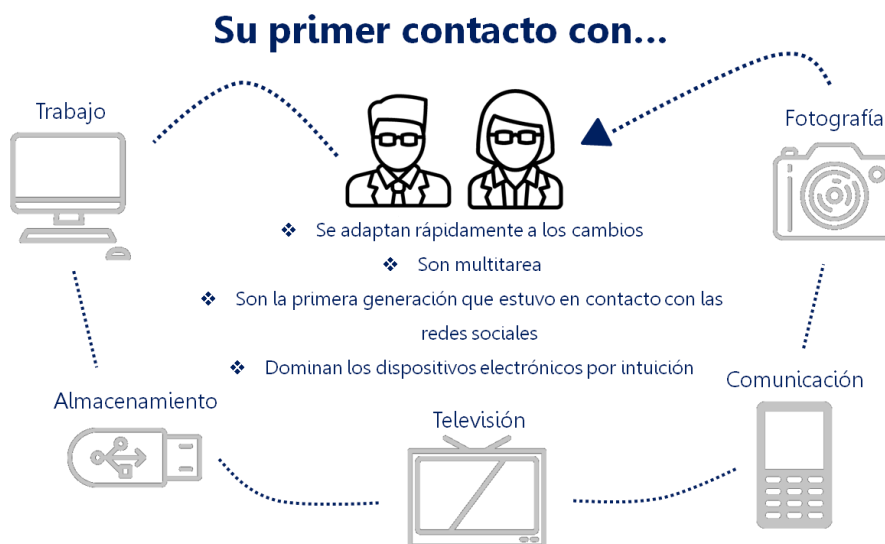 Su primer contacto con...
Trabajo
Fotografía
❖ Se adaptan rápidamente a los cambios
❖ Son multitarea
❖ Son la primera generación que estuvo en contacto con las
redes sociales
❖ Dominan los dispositivos electrónicos por intuición
Almacenamiento
Televisión
Comunicación